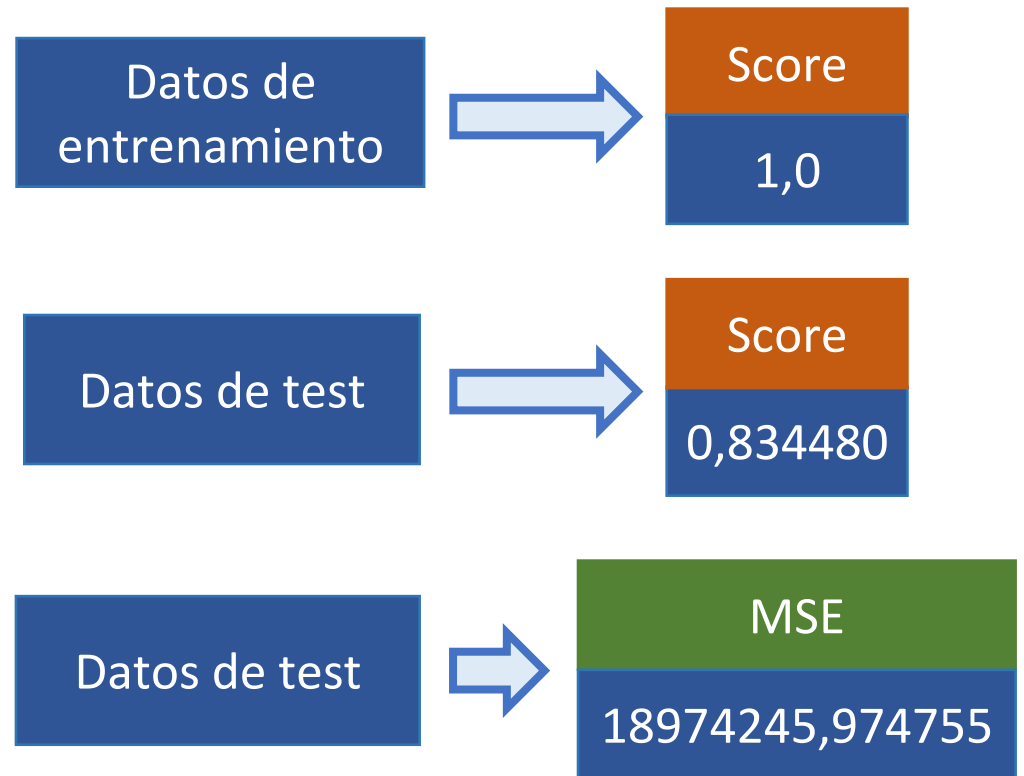 Datos de
entrenamiento
Score
1,0
Datos de test
Score
0,834480
Datos de test
MSE
18974245,974755